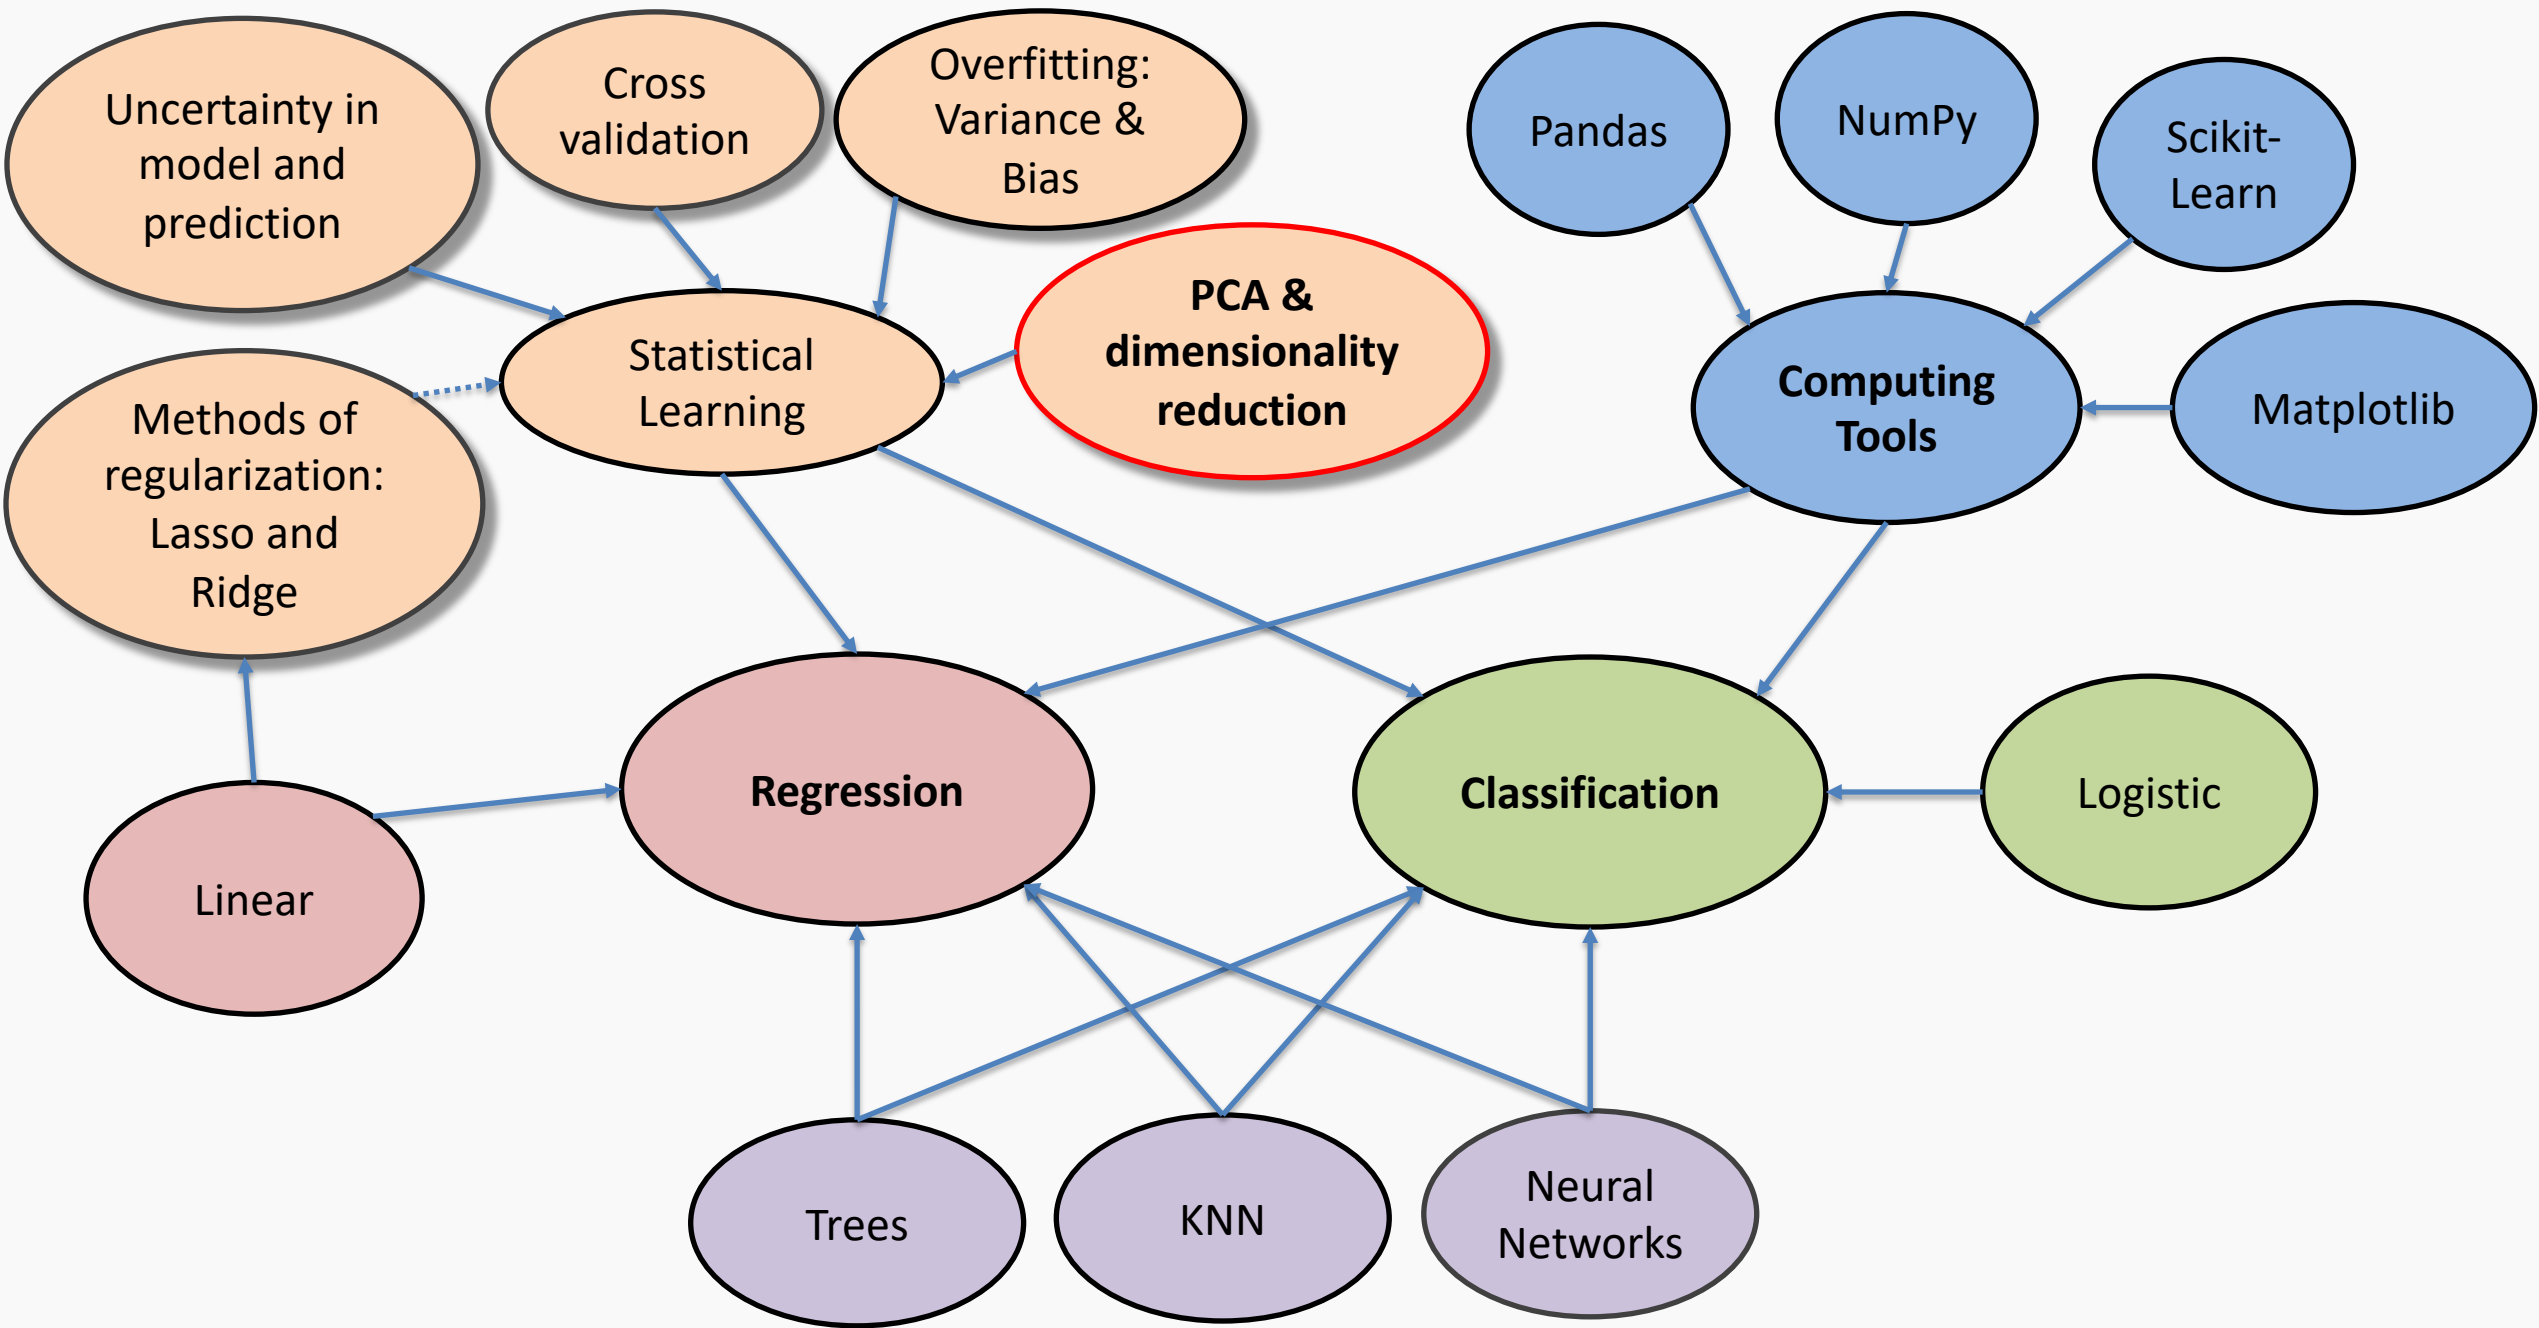 Uncertainty in
model and
prediction
Cross
validation
Overfitting:
Variance &
Bias
Pandas
NumPy
Scikit-
Learn
PCA &
dimensionality
reduction
Statistical
Learning
Computing
Tools
Matplotlib
Methods of
regularization:
Lasso and
Ridge
Regression
Classification
Logistic
Linear
Trees
KNN
Neural
Networks